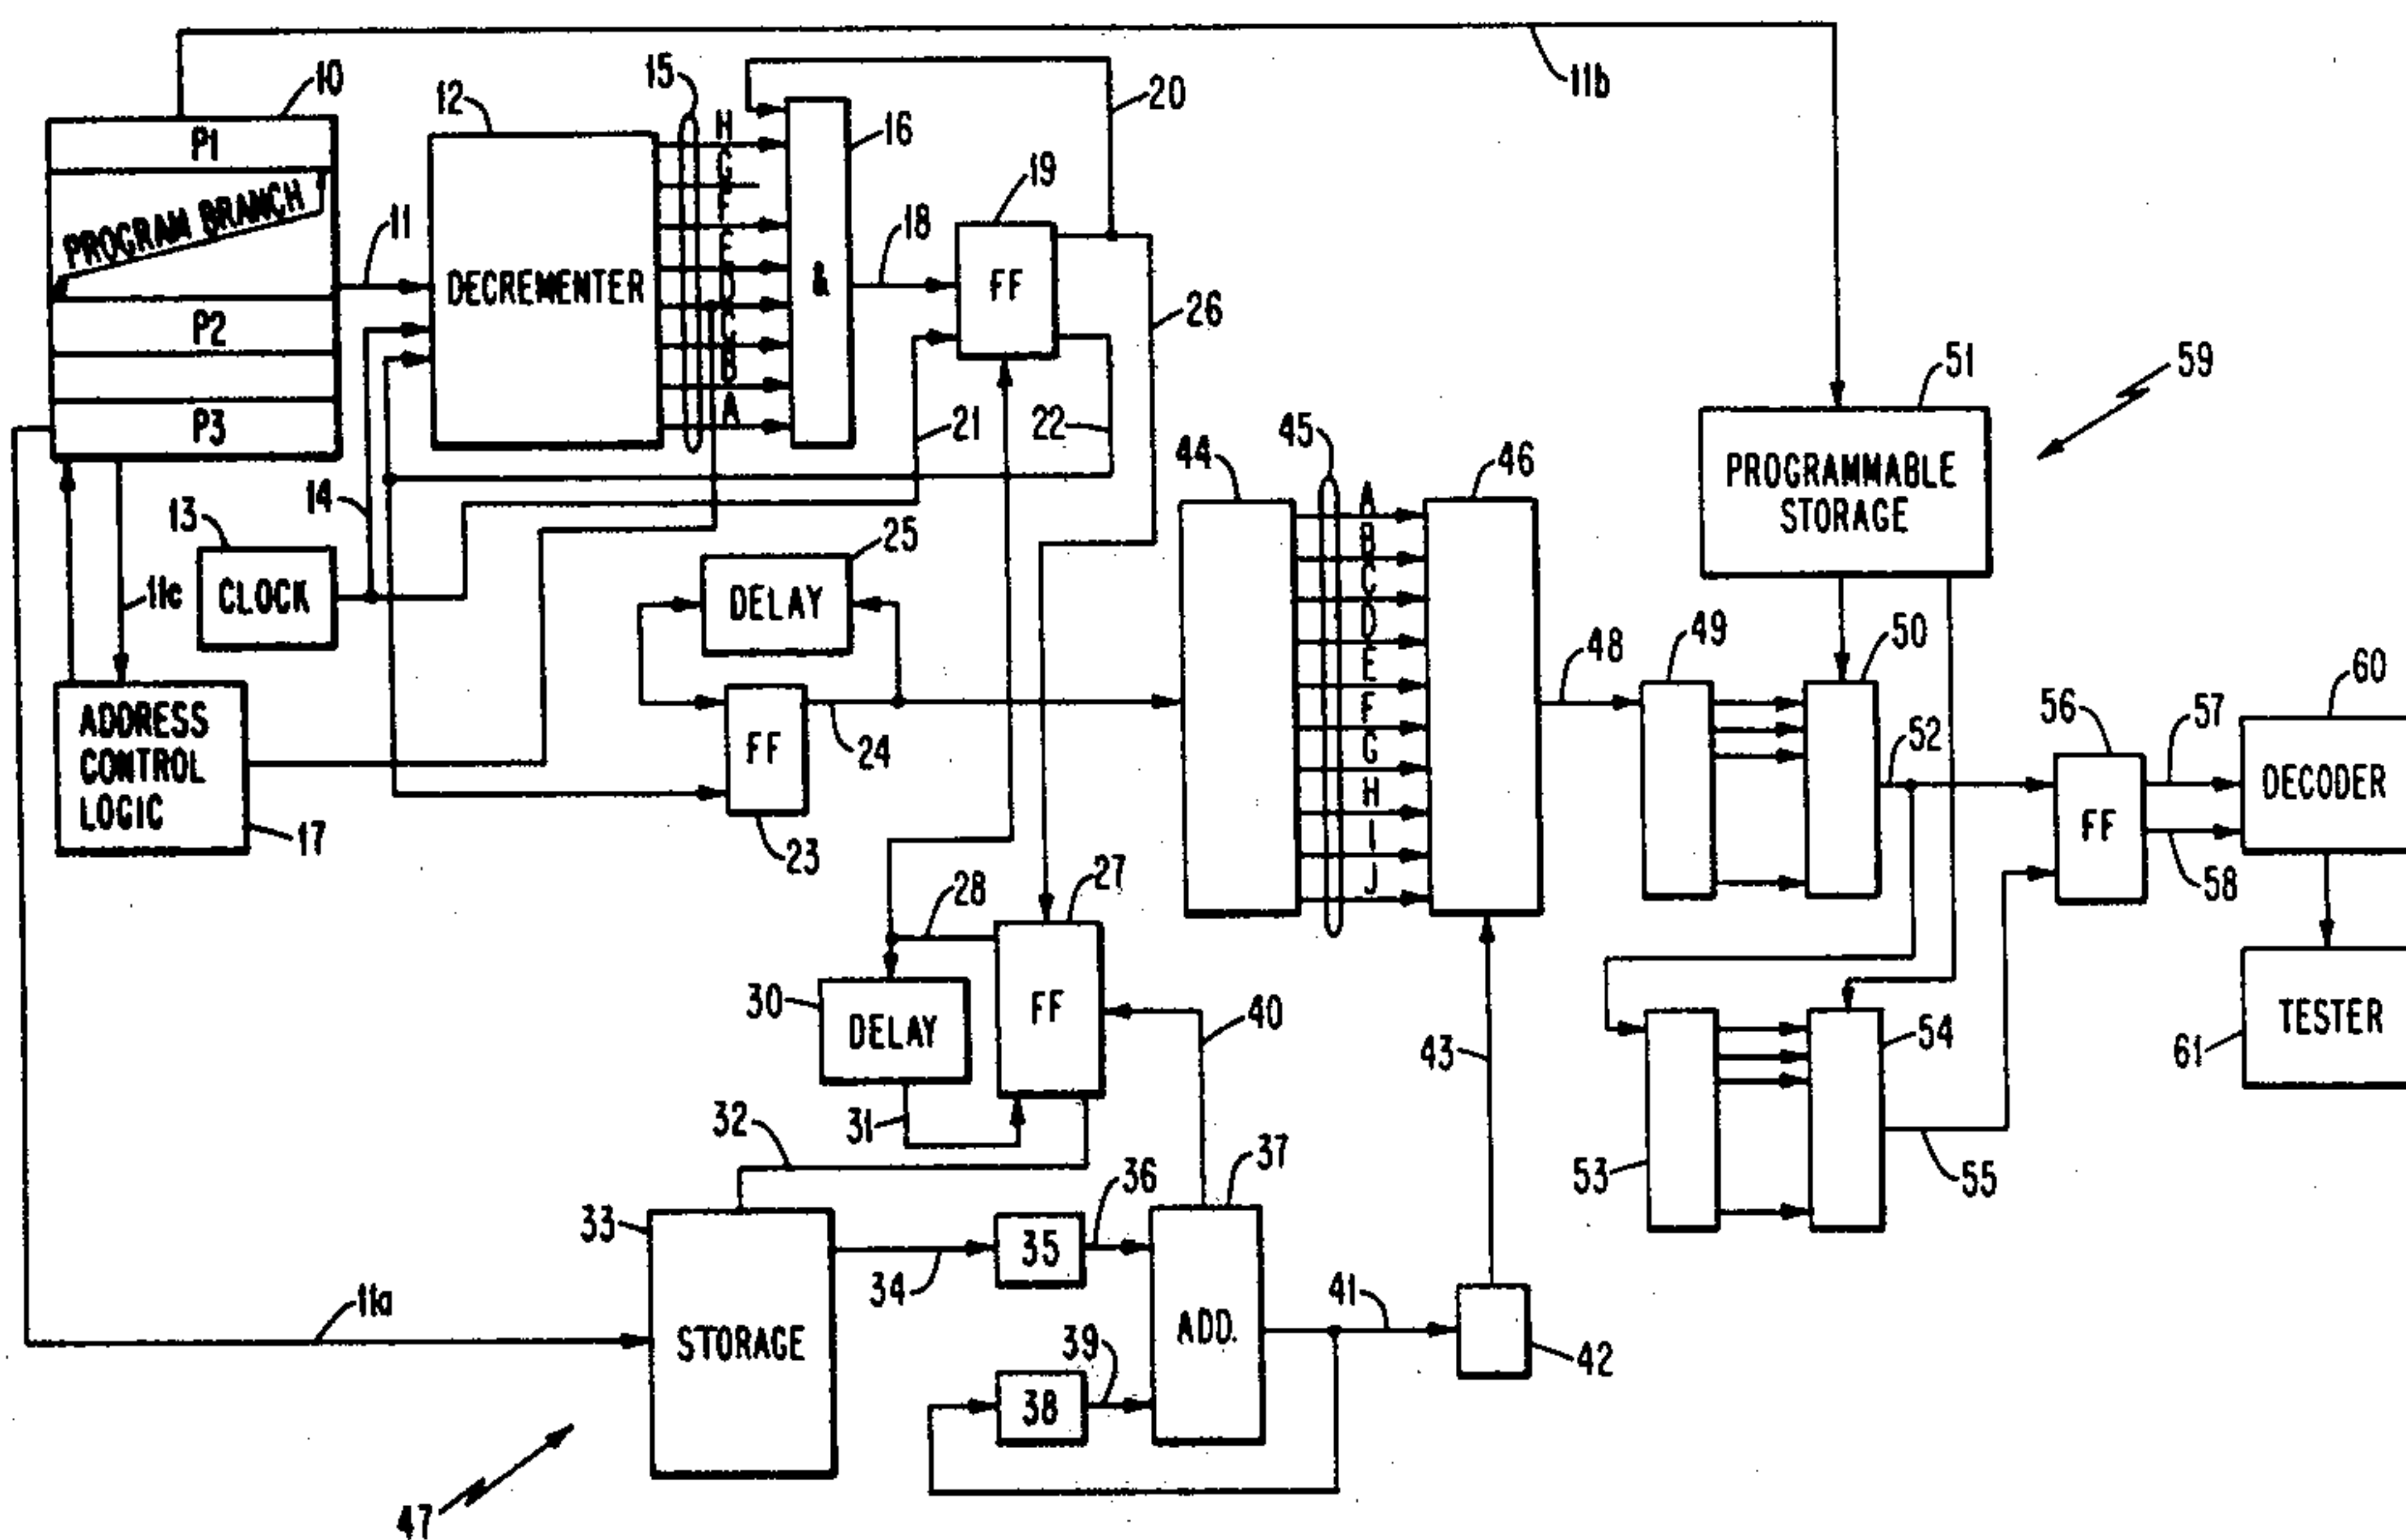 11b
10
12
15
H
G
F
E
D
C
B
A
16
20
19
P1
PROGRAM BRANCH
P2
P3
11
DECREMENTER
&
18
FF
26
21
22
51
59
PROGRAMMABLE
STORAGE
13
14
CLOCK
11c
25
DELAY
44
45
A
B
C
D
E
F
G
H
I
J
46
48
49
50
60
ADDRESS
CONTROL
LOGIC
17
FF
24
23
52
56
57
DECODER
FF
58
28
27
30
DELAY
FF
40
43
54
TESTER
61
31
32
53
55
33
36
37
34
35
11a
STORAGE
ADD.
41
39
38
42
47